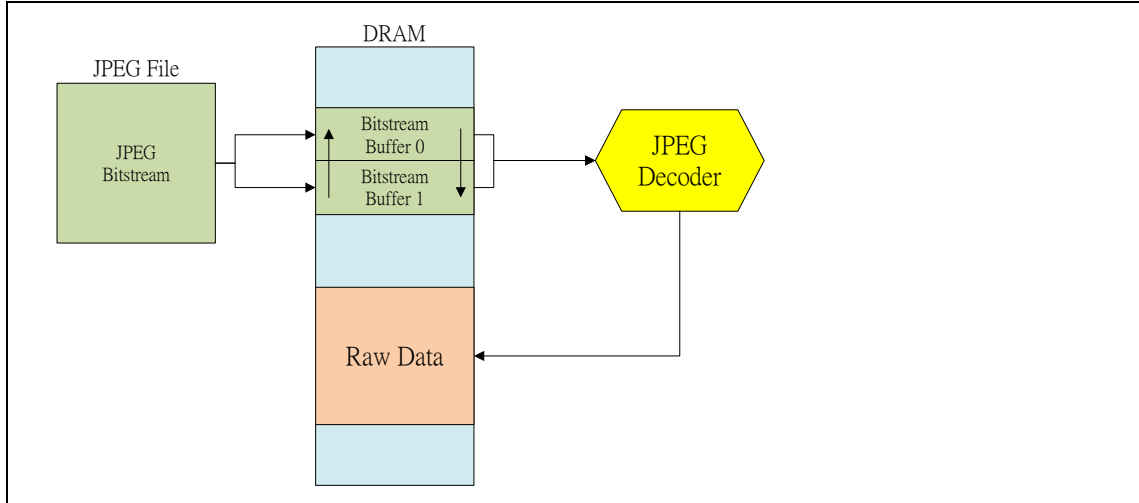 DRAM
JPEG File
JPEG
Bitstream
Bitstream
Buffer 0
Bitstream
Buffer 1
JPEG
Decoder
Raw Data